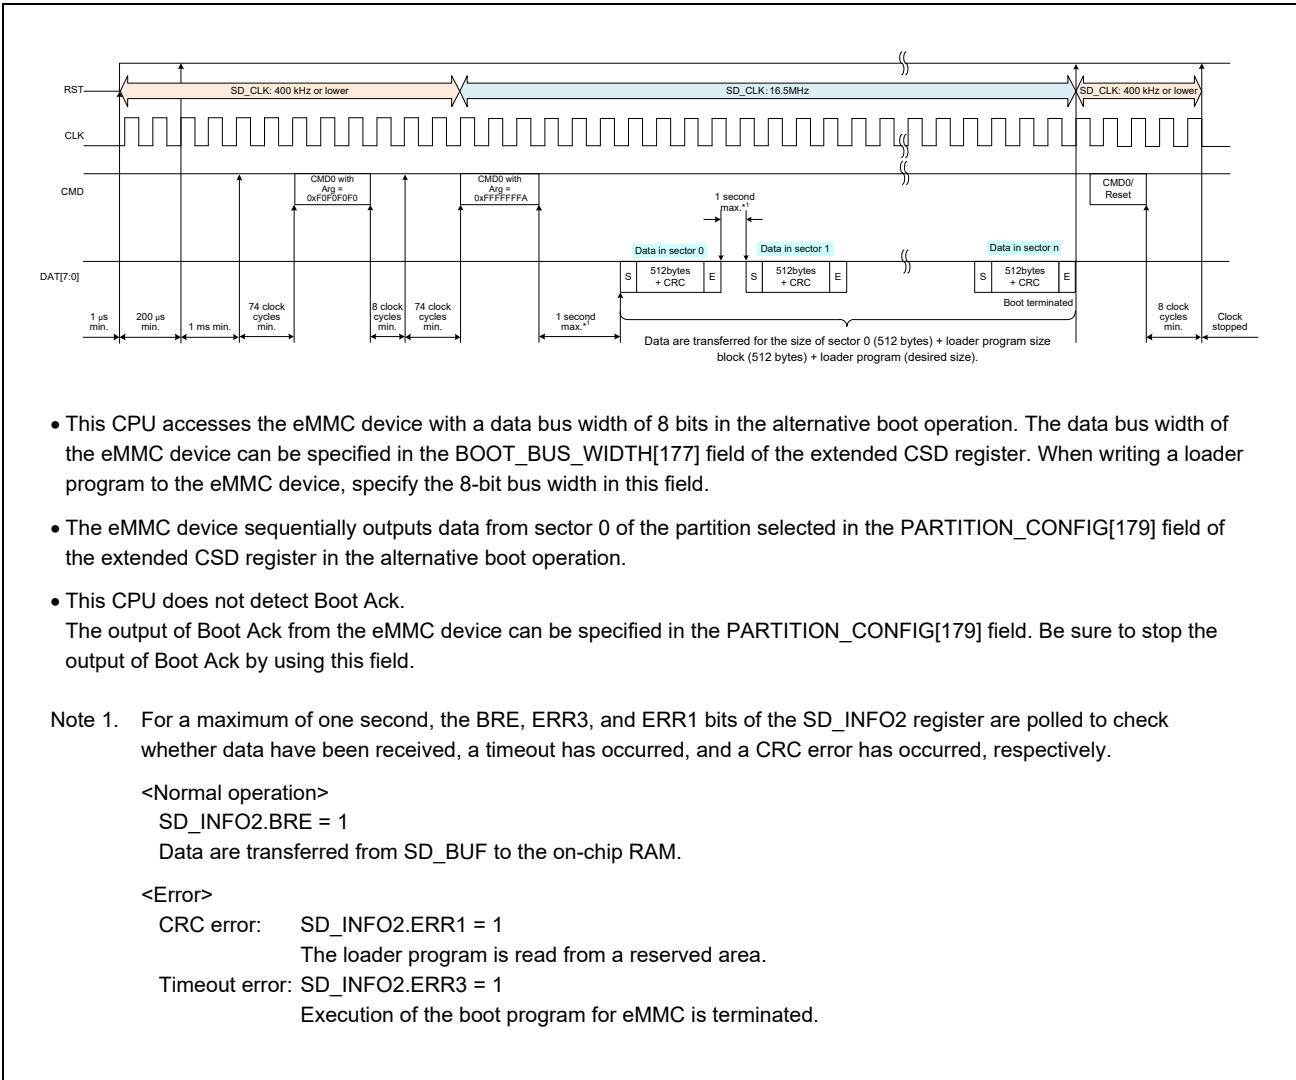 RST
SD_CLK: 400 kHz or lower
SD_CLK: 16.5MHz
SD_CLK: 400 kHz or lower
CLK
CMD
CMD0 with
Arg =
0xF0F0F0F0
CMD0 with
Arg =
0xFFFFFFFA
1 second
max.*1
CMD0/
Reset
Data in sector 0
Data in sector 1
Data in sector n
DAT[7:0]
S
512bytes
+ CRC
E
S
512bytes
+ CRC
E
S
512bytes
+ CRC
E
Boot terminated
1 μs
min.
200 μs
min.
1 ms min.
74 clock
cycles
min.
8 clock
cycles
min.
74 clock
cycles
min.
1 second
max.*1
8 clock
cycles
min.
Clock
stopped
Data are transferred for the size of sector 0 (512 bytes) + loader program size
block (512 bytes) + loader program (desired size).
• This CPU accesses the eMMC device with a data bus width of 8 bits in the alternative boot operation. The data bus width of
the eMMC device can be specified in the BOOT_BUS_WIDTH[177] field of the extended CSD register. When writing a loader
program to the eMMC device, specify the 8-bit bus width in this field.
• The eMMC device sequentially outputs data from sector 0 of the partition selected in the PARTITION_CONFIG[179] field of
the extended CSD register in the alternative boot operation.
• This CPU does not detect Boot Ack.
The output of Boot Ack from the eMMC device can be specified in the PARTITION_CONFIG[179] field. Be sure to stop the
output of Boot Ack by using this field.
Note 1. For a maximum of one second, the BRE, ERR3, and ERR1 bits of the SD_INFO2 register are polled to check
whether data have been received, a timeout has occurred, and a CRC error has occurred, respectively.
<Normal operation>
SD_INFO2.BRE = 1
Data are transferred from SD_BUF to the on-chip RAM.
<Error>
CRC error: SD_INFO2.ERR1 = 1
The loader program is read from a reserved area.
Timeout error: SD_INFO2.ERR3 = 1
Execution of the boot program for eMMC is terminated.